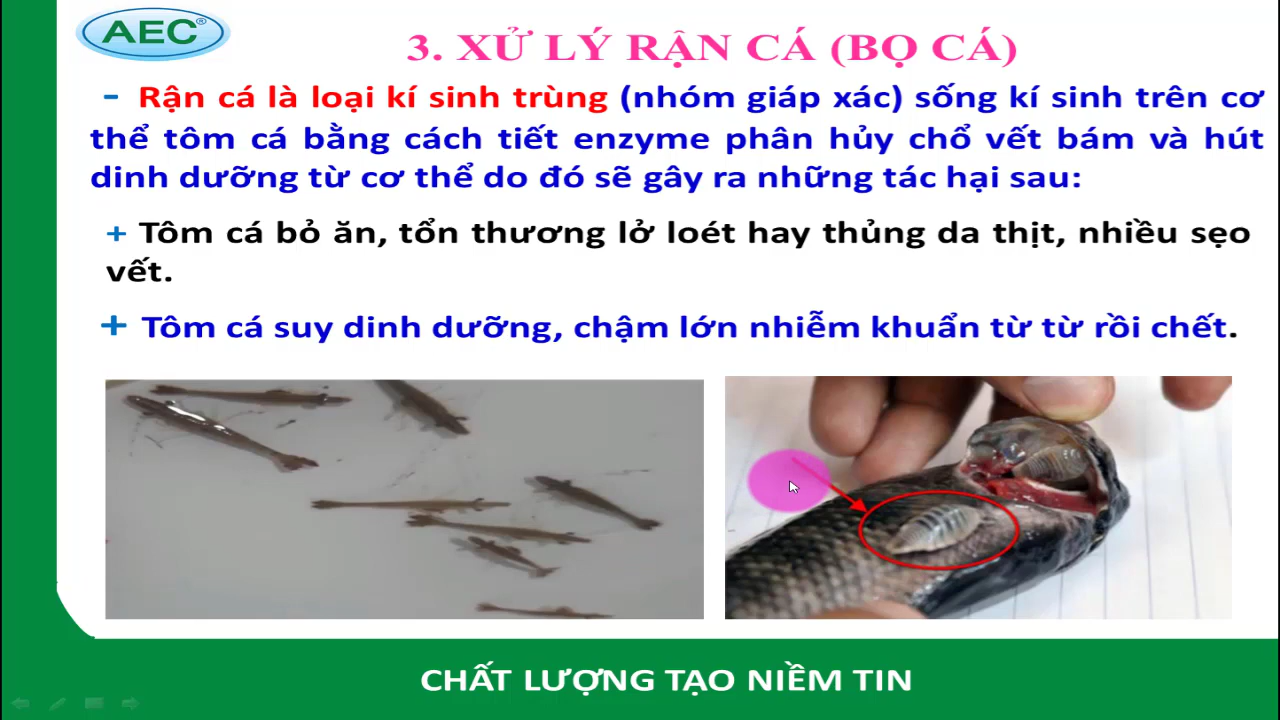 AEC®
3. XỬ LÝ RẬN CÁ (BỌ CÁ)
- Rận cá là loại kí sinh trùng (nhóm giáp xác) sống kí sinh trên cơ
thể tôm cá bằng cách tiết enzyme phân hủy chổ vết bám và hút
dinh dưỡng từ cơ thể do đó sẽ gây ra những tác hại sau:
+ Tôm cá bỏ ăn, tổn thương lở loét hay thủng da thịt, nhiều sẹo
vết.
+ Tôm cá suy dinh dưỡng, chậm lớn nhiễm khuẩn từ từ rồi chết.
CHẤT LƯỢNG TẠO NIỀM TIN